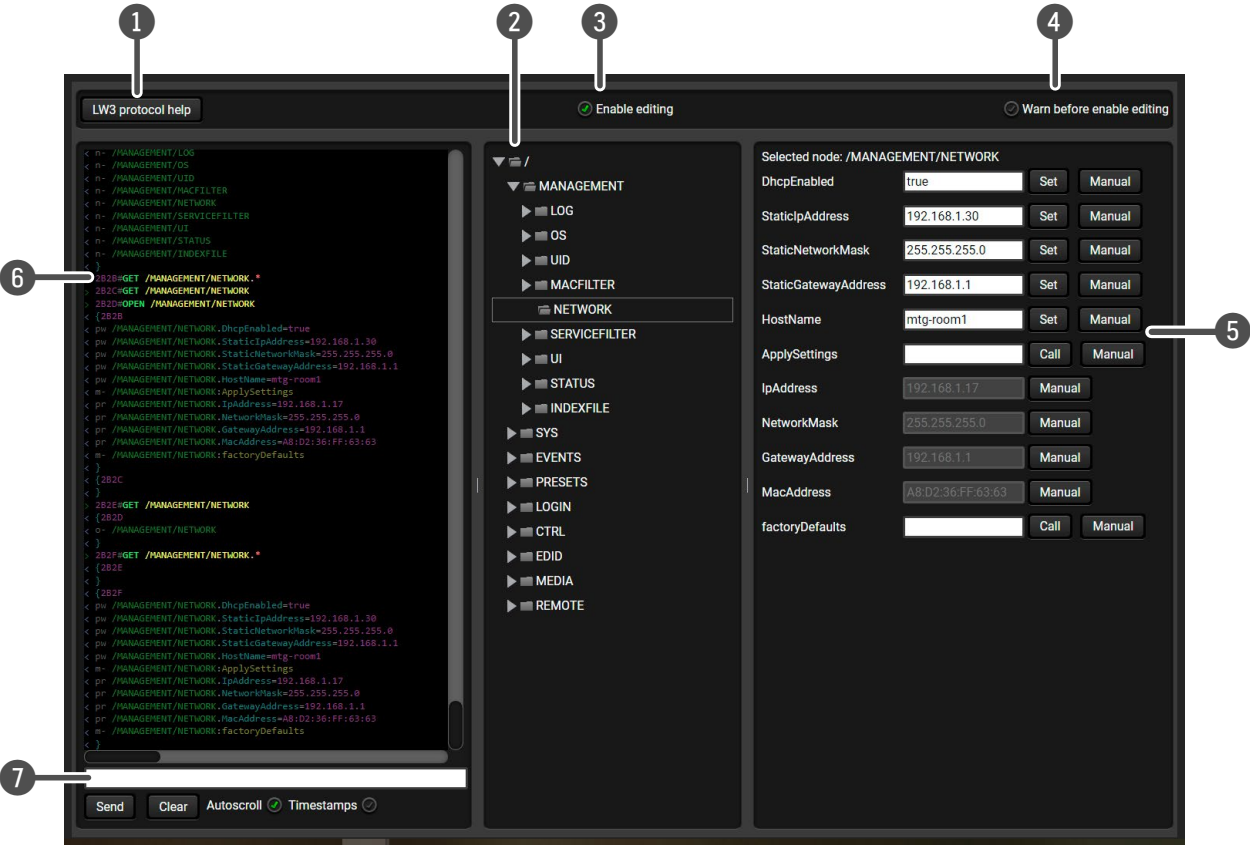 1
2
3
4
LW3 protocol help
Enable editing
Warn before enable editing
< n- /MANAGEMENT/LOG
< n- /MANAGEMENT/OS
< n- /MANAGEMENT/UID
< n- /MANAGEMENT/MACFILTER
< n- /MANAGEMENT/NETWORK
< n- /MANAGEMENT/SERVICEFILTER
< n- /MANAGEMENT/UI
< n- /MANAGEMENT/STATUS
< n- /MANAGEMENT/INDEXFILE
< }
6
2B2B#GET /MANAGEMENT/NETWORK.*
> 2B2C#GET /MANAGEMENT/NETWORK
> 2B2D#OPEN /MANAGEMENT/NETWORK
< {2B2B
< pw /MANAGEMENT/NETWORK.DhcpEnabled=true
< pw /MANAGEMENT/NETWORK.StaticIpAddress=192.168.1.30
< pw /MANAGEMENT/NETWORK.StaticNetworkMask=255.255.255.0
< pw /MANAGEMENT/NETWORK.StaticGatewayAddress=192.168.1.1
< pw /MANAGEMENT/NETWORK.HostName=mtg-room1
< m- /MANAGEMENT/NETWORK:ApplySettings
< pr /MANAGEMENT/NETWORK.IpAddress=192.168.1.17
< pr /MANAGEMENT/NETWORK.NetworkMask=255.255.255.0
< pr /MANAGEMENT/NETWORK.GatewayAddress=192.168.1.1
< pr /MANAGEMENT/NETWORK.MacAddress=A8:D2:36:FF:63:63
< m- /MANAGEMENT/NETWORK:factoryDefaults
< }
< {2B2C
< }
> 2B2E#GET /MANAGEMENT/NETWORK
< {2B2D
< o- /MANAGEMENT/NETWORK
< }
> 2B2F#GET /MANAGEMENT/NETWORK.*
< {2B2E
< }
< {2B2F
< pw /MANAGEMENT/NETWORK.DhcpEnabled=true
< pw /MANAGEMENT/NETWORK.StaticIpAddress=192.168.1.30
< pw /MANAGEMENT/NETWORK.StaticNetworkMask=255.255.255.0
< pw /MANAGEMENT/NETWORK.StaticGatewayAddress=192.168.1.1
< pw /MANAGEMENT/NETWORK.HostName=mtg-room1
< m- /MANAGEMENT/NETWORK:ApplySettings
< pr /MANAGEMENT/NETWORK.IpAddress=192.168.1.17
< pr /MANAGEMENT/NETWORK.NetworkMask=255.255.255.0
< pr /MANAGEMENT/NETWORK.GatewayAddress=192.168.1.1
< pr /MANAGEMENT/NETWORK.MacAddress=A8:D2:36:FF:63:63
< m- /MANAGEMENT/NETWORK:factoryDefaults
< }
7
Send Clear Autoscroll Timestamps
/
MANAGEMENT
LOG
OS
UID
MACFILTER
NETWORK
SERVICEFILTER
UI
STATUS
INDEXFILE
SYS
EVENTS
PRESETS
LOGIN
CTRL
EDID
MEDIA
REMOTE
Selected node: /MANAGEMENT/NETWORK
DhcpEnabled true Set Manual
StaticIpAddress 192.168.1.30 Set Manual
StaticNetworkMask 255.255.255.0 Set Manual
StaticGatewayAddress 192.168.1.1 Set Manual
HostName mtg-room1 Set Manual
5
ApplySettings Call Manual
IpAddress 192.168.1.17 Manual
NetworkMask 255.255.255.0 Manual
GatewayAddress 192.168.1.1 Manual
MacAddress A8:D2:36:FF:63:63 Manual
factoryDefaults Call Manual